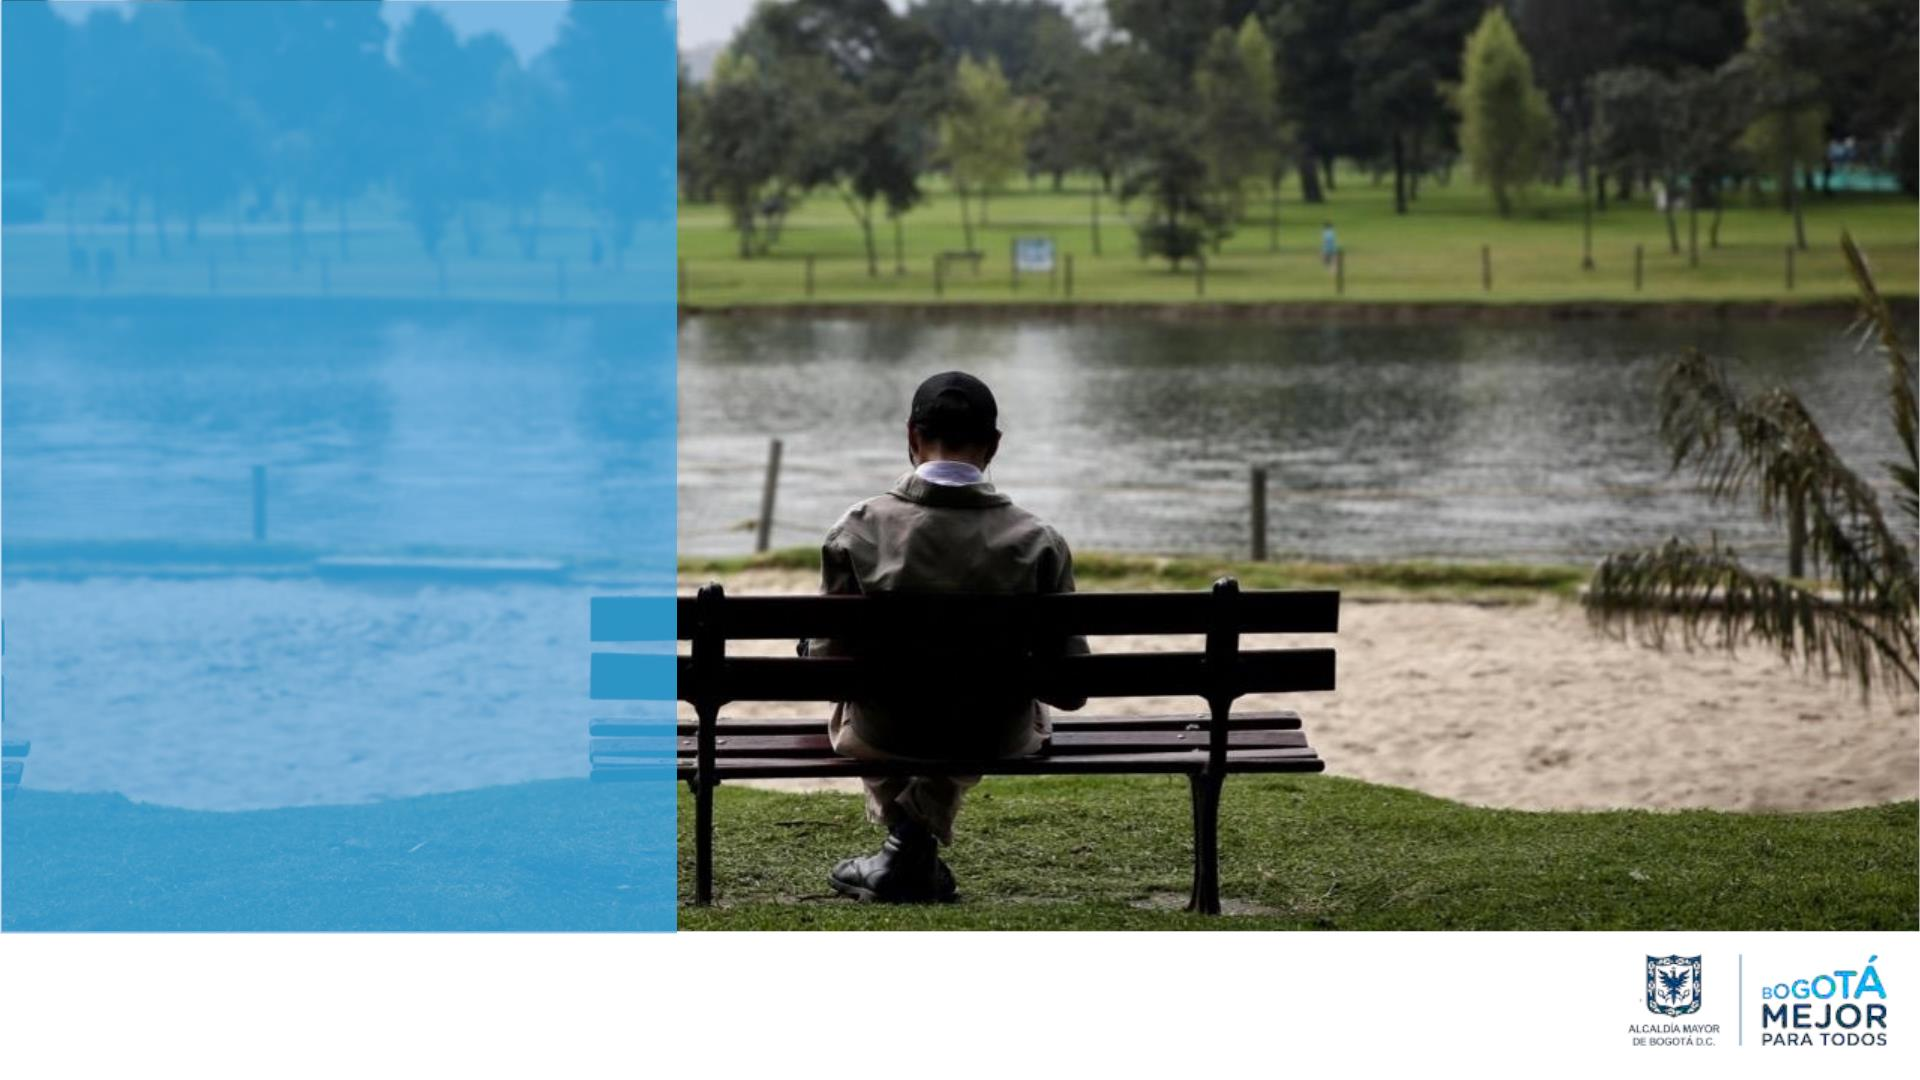 ALCALDÍA MAYOR
DE BOGOTÁ D.C.
BOGOTÁ
MEJOR
PARA TODOS